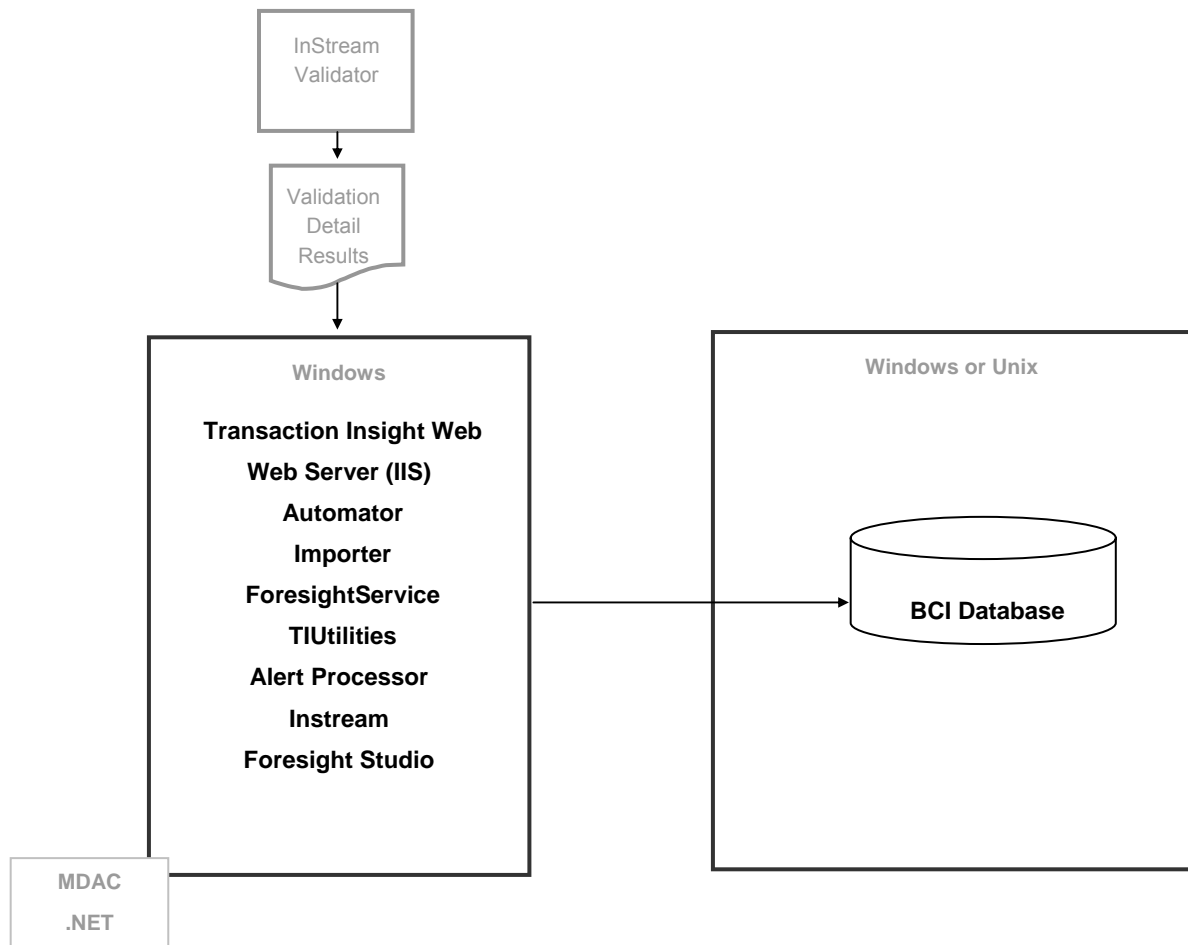 InStream
Validator
Validation
Detail
Results
Windows
Transaction Insight Web
Web Server (IIS)
Automator
Importer
ForesightService
TIUtilities
Alert Processor
Instream
Foresight Studio
MDAC
.NET
Windows or Unix
BCI Database